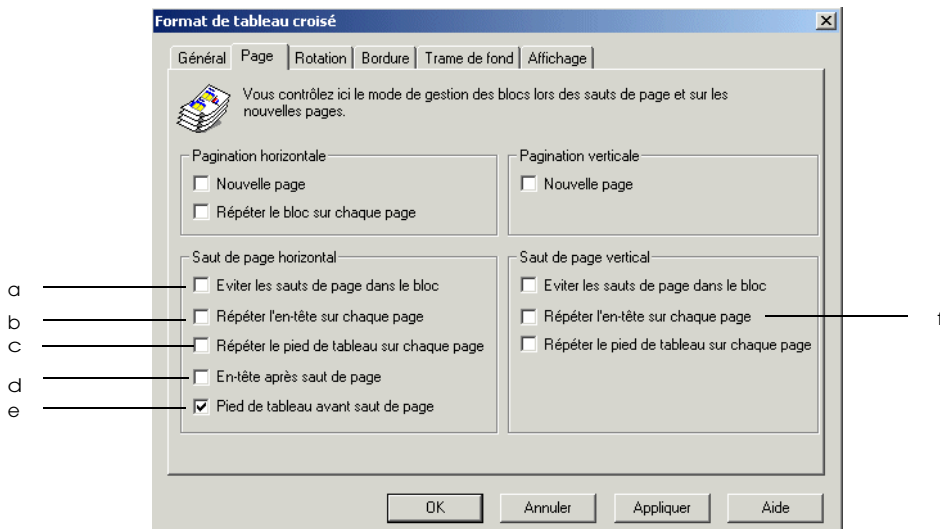 Format de tableau croisé
Général Page Rotation Bordure Trame de fond Affichage
Vous contrôlez ici le mode de gestion des blocs lors des sauts de page et sur les
nouvelles pages.
Pagination horizontale
Nouvelle page
Répéter le bloc sur chaque page
Pagination verticale
Nouvelle page
Saut de page horizontal
a Eviter les sauts de page dans le bloc
b Répéter l'en-tête sur chaque page
c Répéter le pied de tableau sur chaque page
d En-tête après saut de page
e Pied de tableau avant saut de page
Saut de page vertical
Eviter les sauts de page dans le bloc
Répéter l'en-tête sur chaque page f
Répéter le pied de tableau sur chaque page
OK Annuler Appliquer Aide